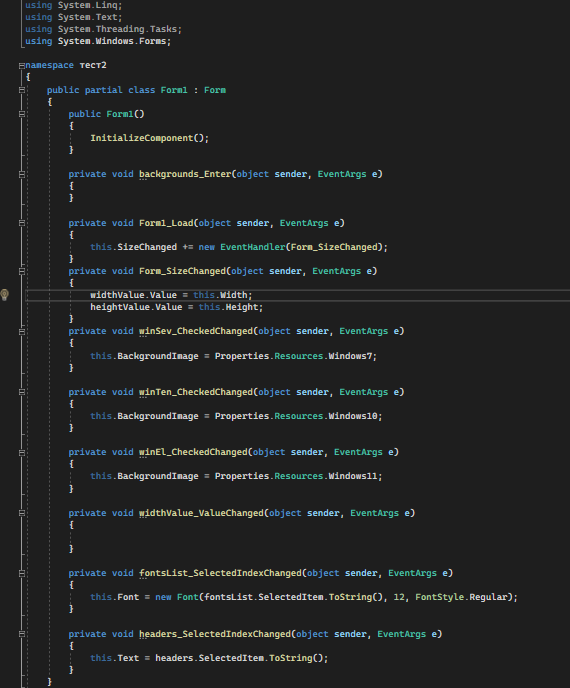 using System.Linq;
using System.Text;
using System.Threading.Tasks;
using System.Windows.Forms;
namespace тест2
{
public partial class Form1 : Form
{
public Form1()
{
InitializeComponent();
}
private void backgrounds_Enter(object sender, EventArgs e)
{
}
private void Form1_Load(object sender, EventArgs e)
{
this.SizeChanged += new EventHandler(Form_SizeChanged);
}
private void Form_SizeChanged(object sender, EventArgs e)
{
widthValue.Value = this.Width;
heightValue.Value = this.Height;
}
private void winSev_CheckedChanged(object sender, EventArgs e)
{
this.BackgroundImage = Properties.Resources.Windows7;
}
private void winTen_CheckedChanged(object sender, EventArgs e)
{
this.BackgroundImage = Properties.Resources.Windows10;
}
private void winEl_CheckedChanged(object sender, EventArgs e)
{
this.BackgroundImage = Properties.Resources.Windows11;
}
private void widthValue_ValueChanged(object sender, EventArgs e)
{
}
private void fontsList_SelectedIndexChanged(object sender, EventArgs e)
{
this.Font = new Font(fontsList.SelectedItem.ToString(), 12, FontStyle.Regular);
}
private void headers_SelectedIndexChanged(object sender, EventArgs e)
{
this.Text = headers.SelectedItem.ToString();
}
}